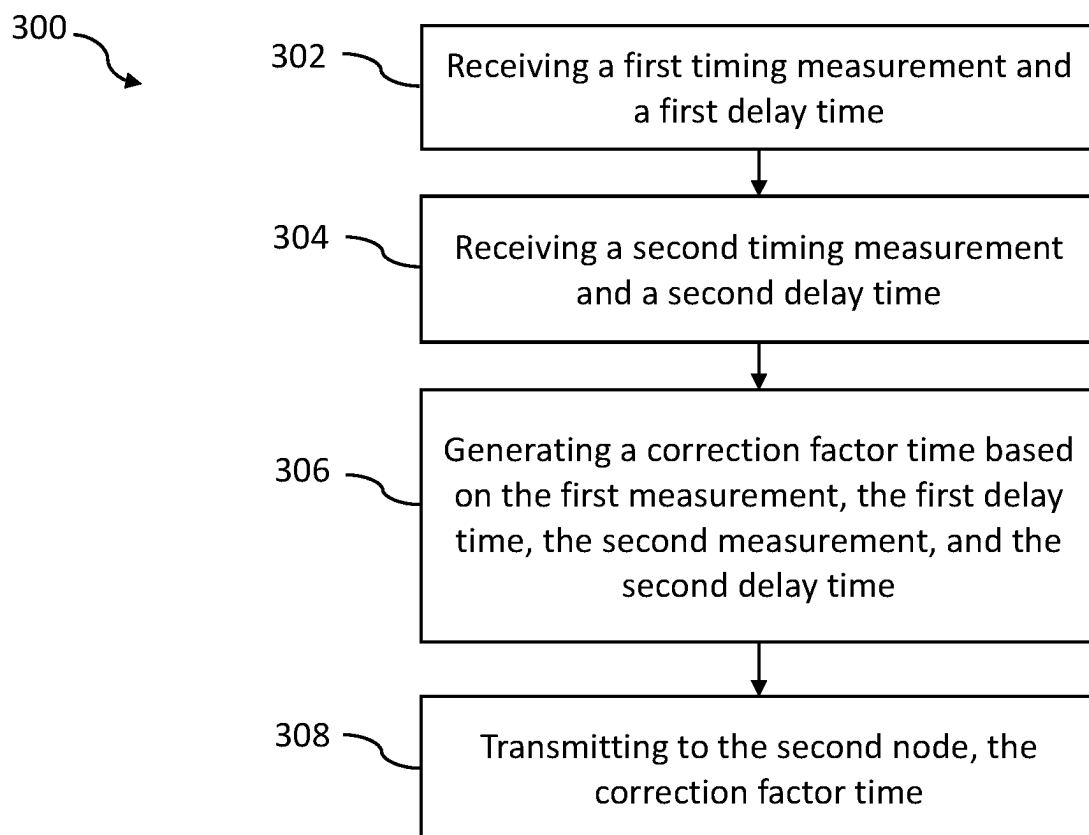 300
302
Receiving a first timing measurement and
a first delay time
304
Receiving a second timing measurement
and a second delay time
306
Generating a correction factor time based
on the first measurement, the first delay
time, the second measurement, and the
second delay time
308
Transmitting to the second node, the
correction factor time